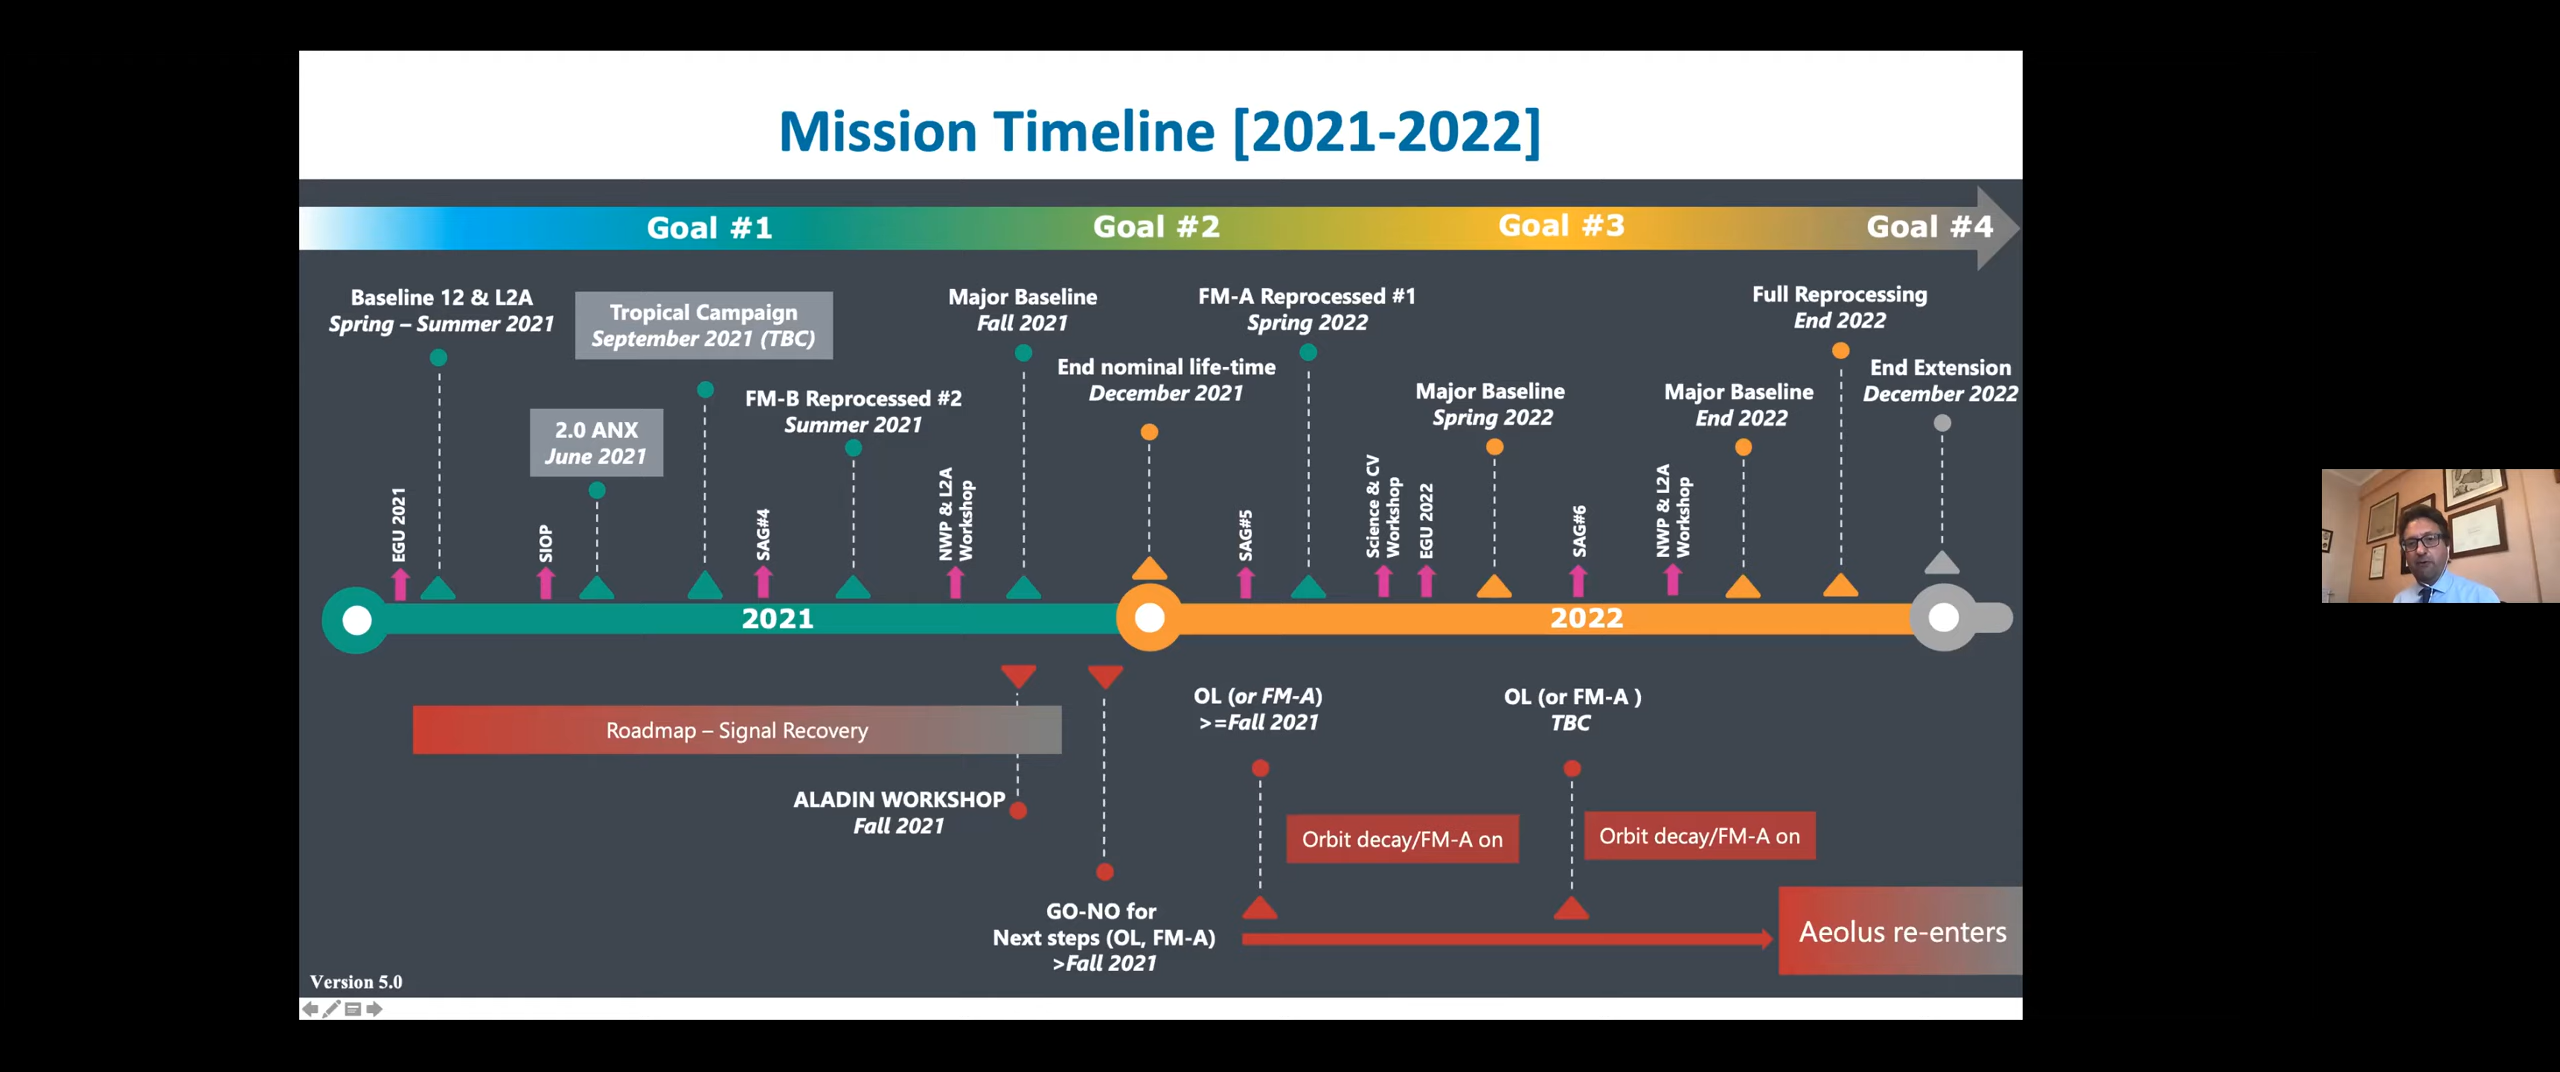 Mission Timeline [2021-2022]
Goal #1
Goal #2
Goal #3
Goal #4
Baseline 12 & L2A
Spring – Summer 2021
Tropical Campaign
September 2021 (TBC)
2.0 ANX
June 2021
FM-B Reprocessed #2
Summer 2021
Major Baseline
Fall 2021
End nominal life-time
December 2021
FM-A Reprocessed #1
Spring 2022
Major Baseline
Spring 2022
Major Baseline
End 2022
Full Reprocessing
End 2022
End Extension
December 2022
EGU 2021
SIOP
SAG#4
NWP & L2A
Workshop
SAG#5
Science & CV
Workshop
EGU 2022
SAG#6
NWP & L2A
Workshop
2021
2022
Roadmap – Signal Recovery
ALADIN WORKSHOP
Fall 2021
GO-NO for
Next steps (OL, FM-A)
>Fall 2021
OL (or FM-A)
>=Fall 2021
OL (or FM-A )
TBC
Orbit decay/FM-A on
Orbit decay/FM-A on
Aeolus re-enters
Version 5.0